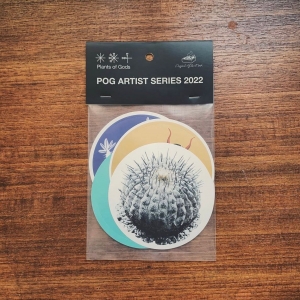 Plants of Gods
POG ARTIST SERIES 2022